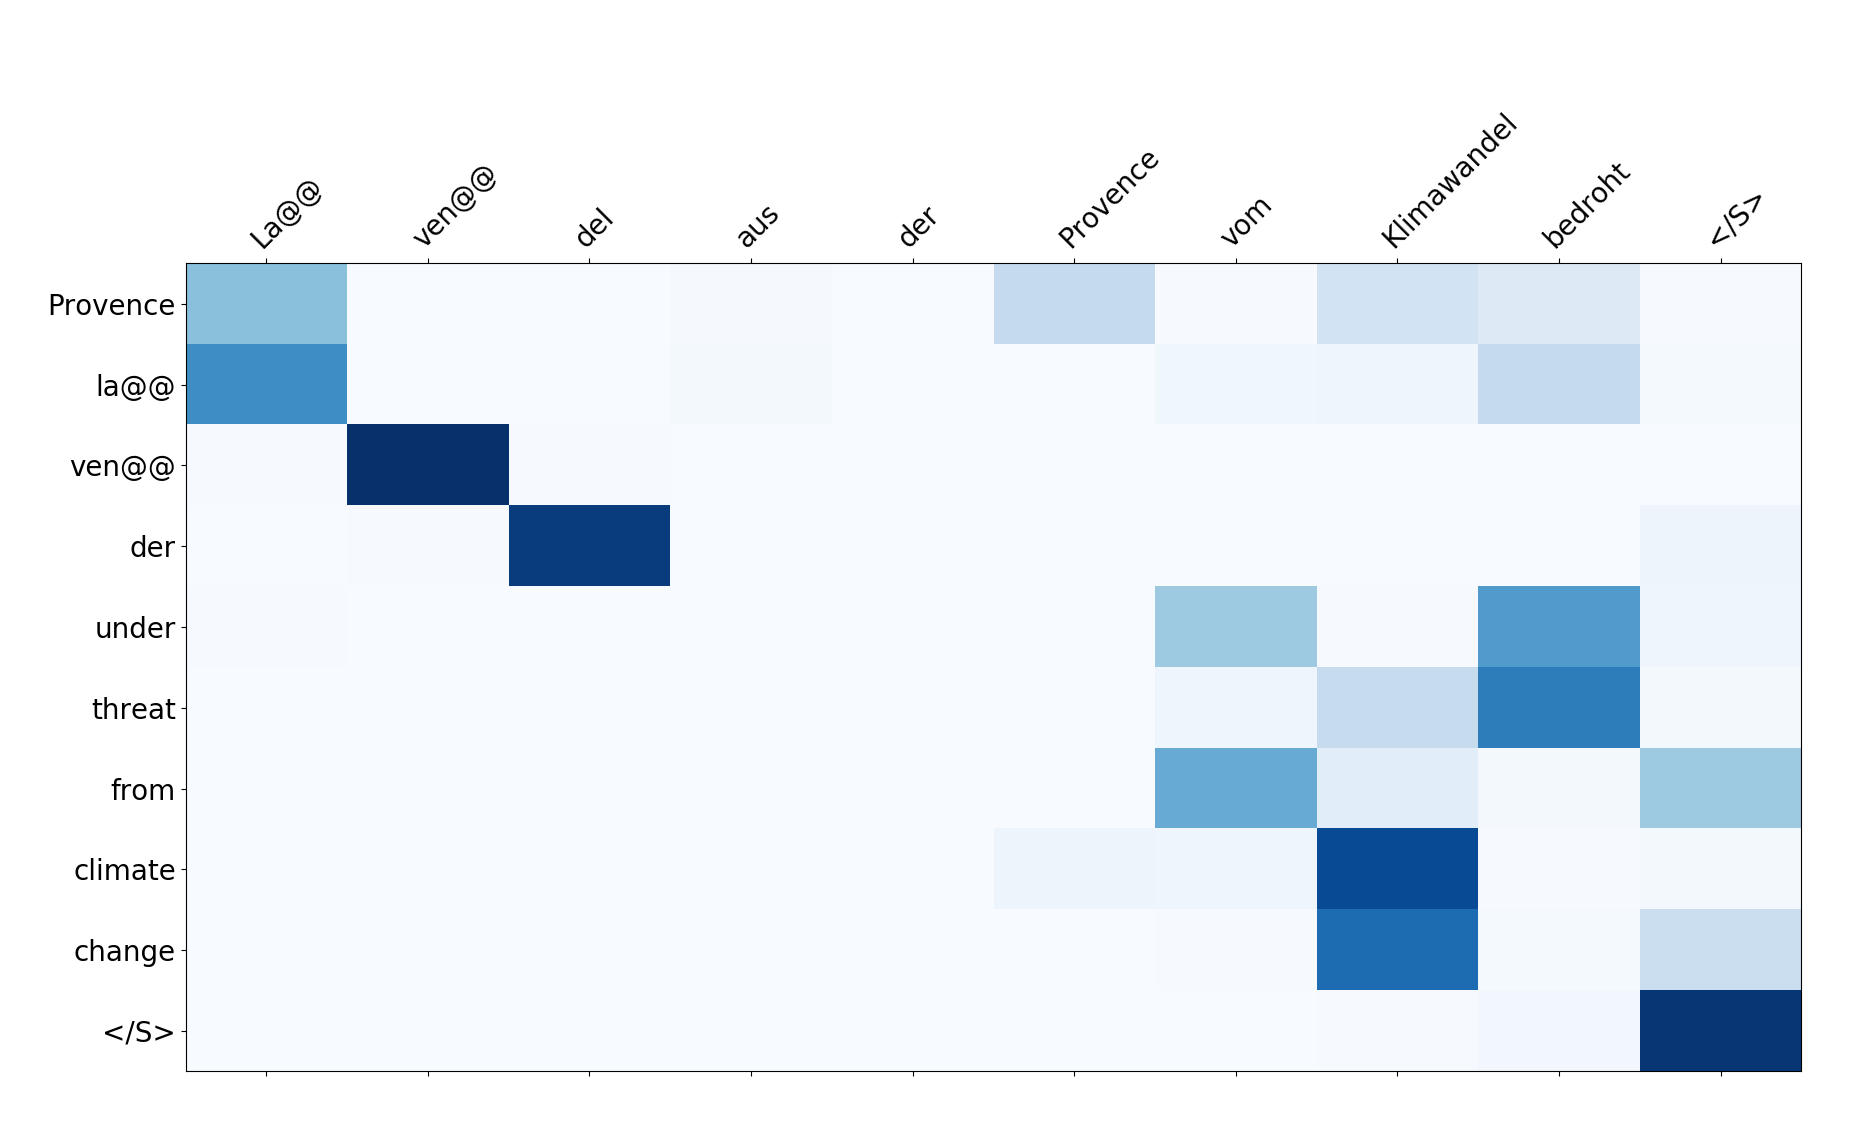 La@@ ven@@ del aus der Provence vom Klimawandel bedroht </S>
Provence
la@@
ven@@
der
under
threat
from
climate
change
</S>